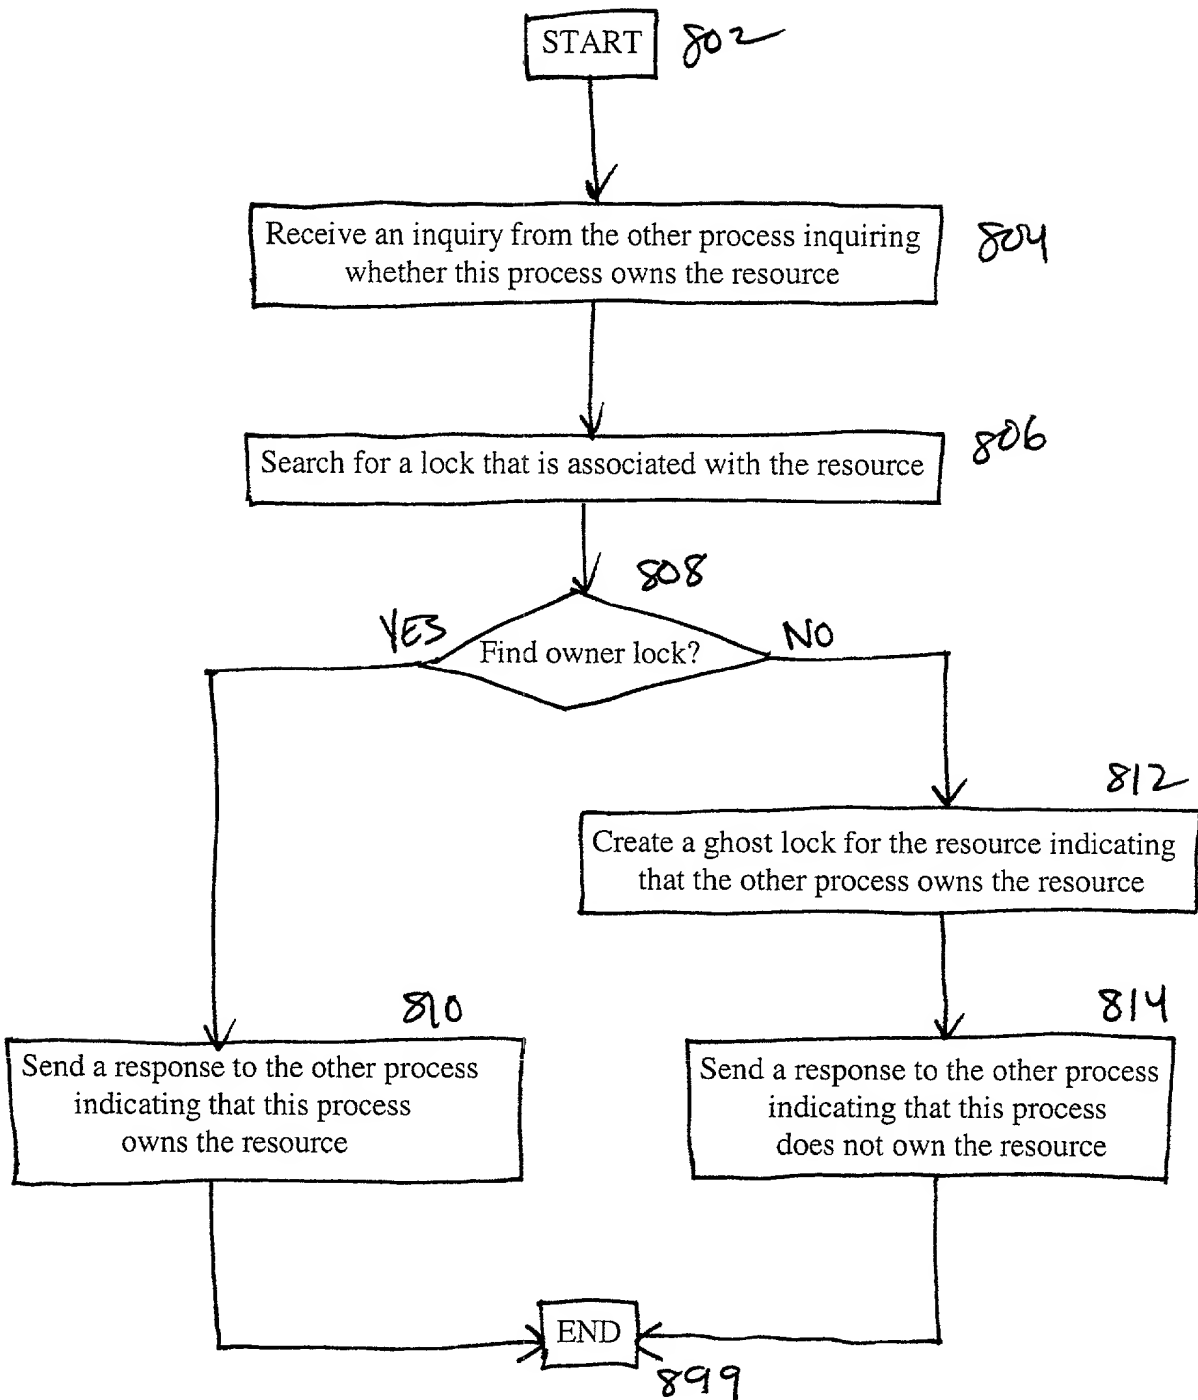 START 802
Receive an inquiry from the other process inquiring
whether this process owns the resource
804
Search for a lock that is associated with the resource
806
808
YES
Find owner lock?
NO
812
Create a ghost lock for the resource indicating
that the other process owns the resource
810
Send a response to the other process
indicating that this process
owns the resource
814
Send a response to the other process
indicating that this process
does not own the resource
END
899